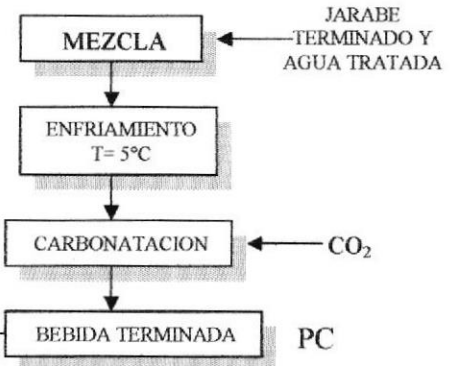 JARABE
TERMINADO Y
AGUA TRATADA
MEZCLA
ENFRIAMIENTO
T= 5°C
CARBONATACION
CO₂
BEBIDA TERMINADA
PC